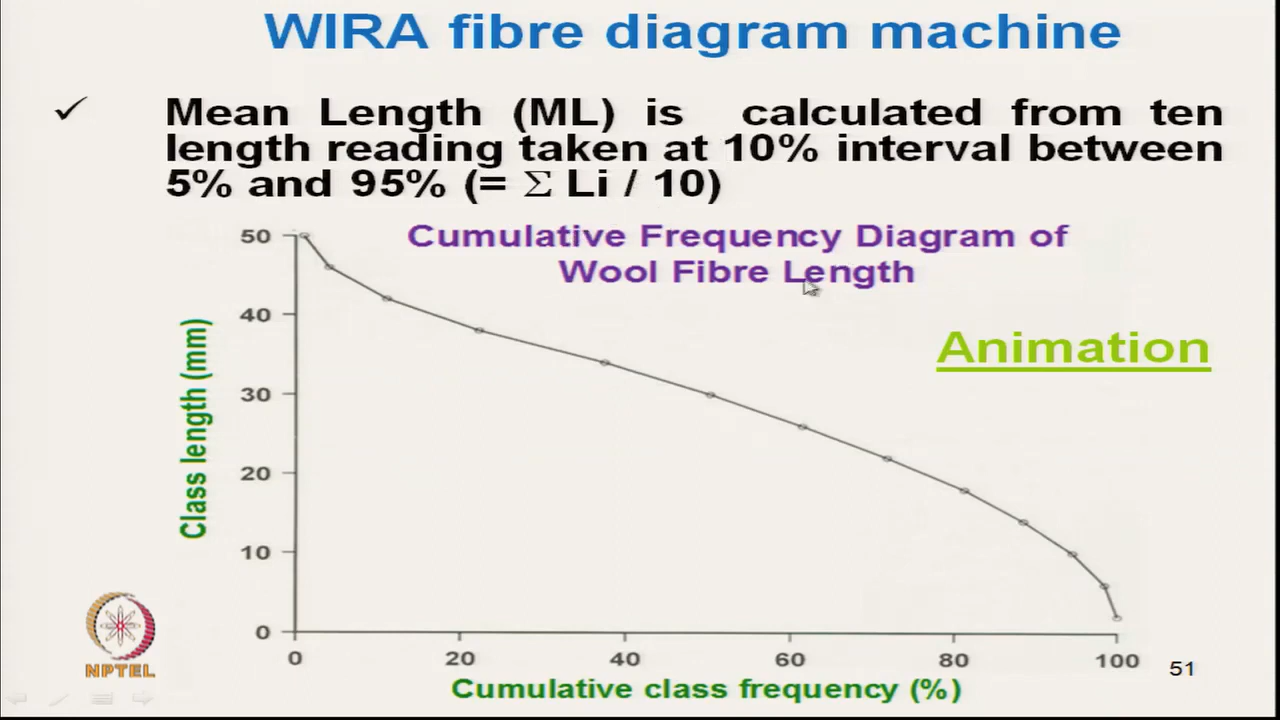 WIRA fibre diagram machine
✓ Mean Length (ML) is calculated from ten
length reading taken at 10% interval between
5% and 95% (= Σ Li / 10)
Cumulative Frequency Diagram of
Wool Fibre Length
Animation
Class length (mm)
50
40
30
20
10
0
0 20 40 60 80 100
Cumulative class frequency (%)
NPTEL
51